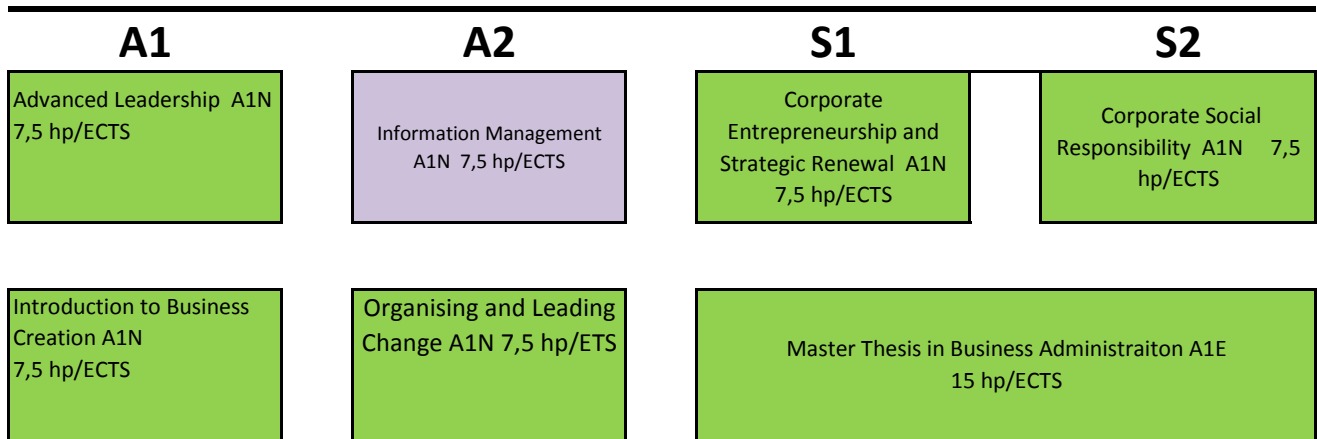 A1
A2
S1
S2
Advanced Leadership A1N
7,5 hp/ECTS
Information Management
A1N 7,5 hp/ECTS
Corporate
Entrepreneurship and
Strategic Renewal A1N
7,5 hp/ECTS
Corporate Social
Responsibility A1N 7,5
hp/ECTS
Introduction to Business
Creation A1N
7,5 hp/ECTS
Organising and Leading
Change A1N 7,5 hp/ETS
Master Thesis in Business Administraiton A1E
15 hp/ECTS